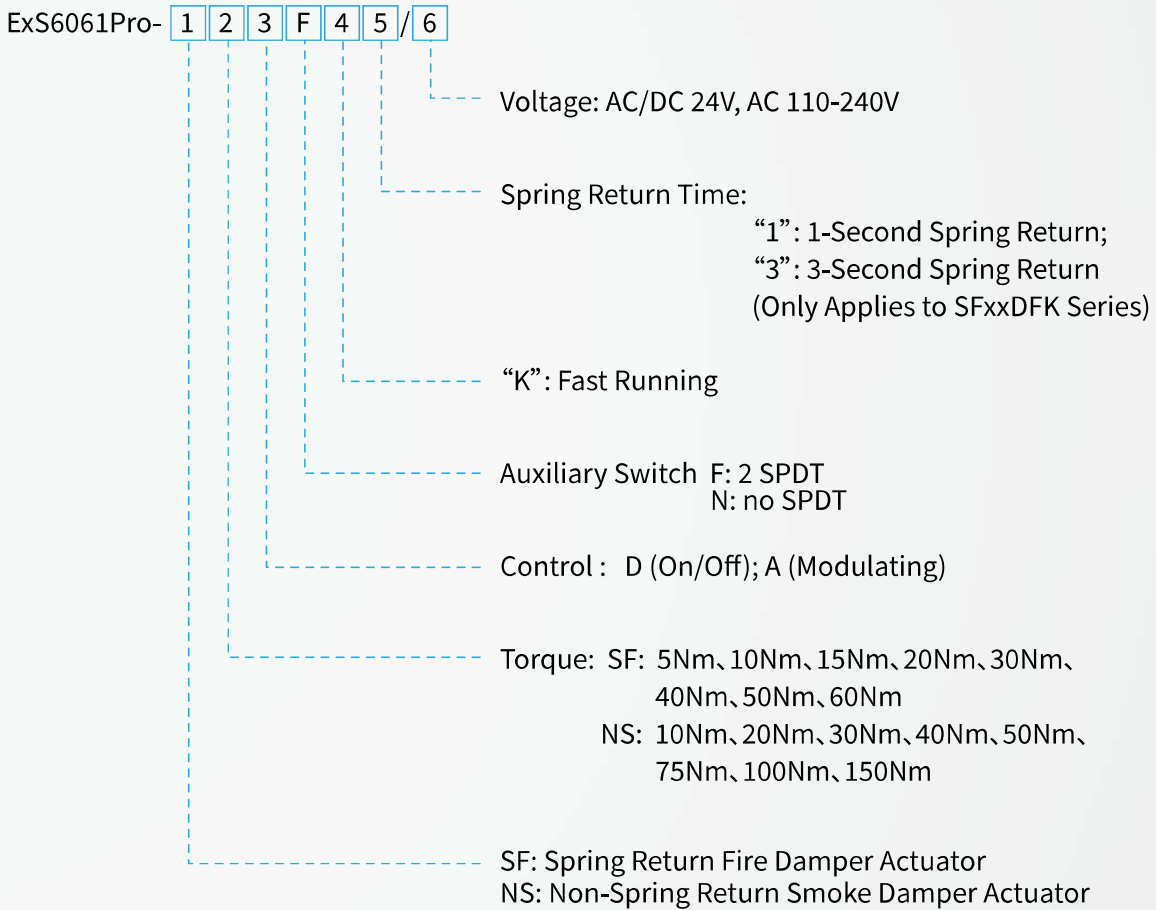 ExS6061Pro- 1 2 3 F 4 5 / 6
Voltage: AC/DC 24V, AC 110-240V
Spring Return Time:
“1”: 1-Second Spring Return;
“3”: 3-Second Spring Return
(Only Applies to SFxxDFK Series)
“K”: Fast Running
Auxiliary Switch F: 2 SPDT
N: no SPDT
Control : D (On/Off); A (Modulating)
Torque: SF: 5Nm、10Nm、15Nm、20Nm、30Nm、
40Nm、50Nm、60Nm
NS: 10Nm、20Nm、30Nm、40Nm、50Nm、
75Nm、100Nm、150Nm
SF: Spring Return Fire Damper Actuator
NS: Non-Spring Return Smoke Damper Actuator